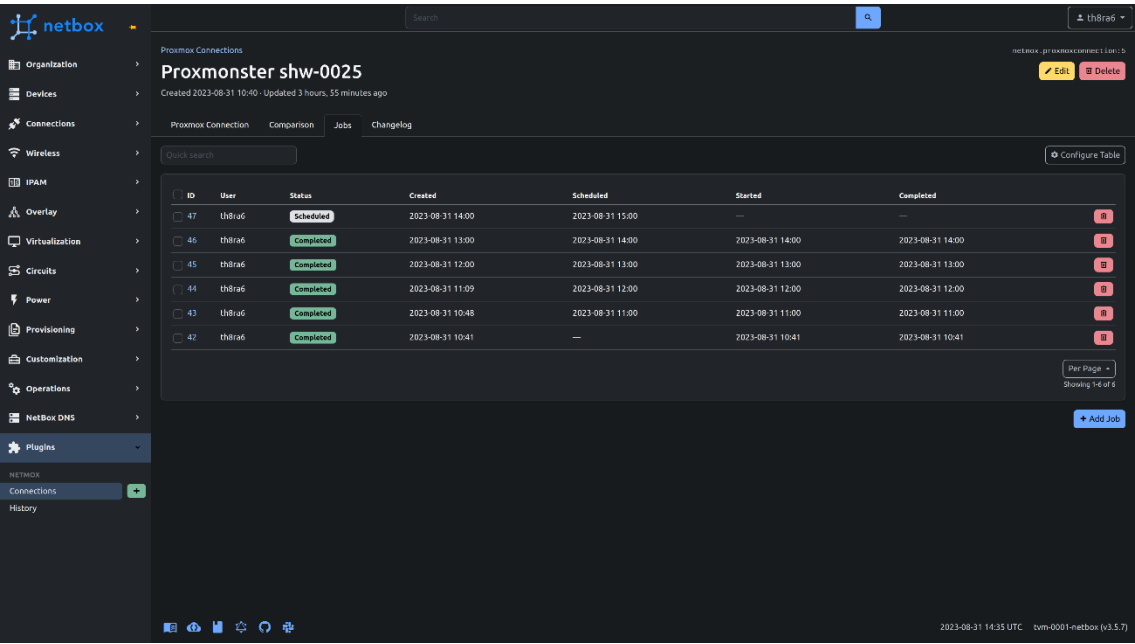 netbox
Search
th8ra6
Organization
Devices
Connections
Wireless
IPAM
Overlay
Virtualization
Circuits
Power
Provisioning
Customization
Operations
NetBox DNS
Plugins
NETMOX
Connections
History
Proxmox Connections
netmox.proxmoxconnection:5
Proxmonster shw-0025
Edit Delete
Created 2023-08-31 10:40 · Updated 3 hours, 55 minutes ago
Proxmox Connection Comparison Jobs Changelog
Quick search
Configure Table
ID User Status Created Scheduled Started Completed
47 th8ra6 Scheduled 2023-08-31 14:00 2023-08-31 15:00 — —
46 th8ra6 Completed 2023-08-31 13:00 2023-08-31 14:00 2023-08-31 14:00 2023-08-31 14:00
45 th8ra6 Completed 2023-08-31 12:00 2023-08-31 13:00 2023-08-31 13:00 2023-08-31 13:00
44 th8ra6 Completed 2023-08-31 11:09 2023-08-31 12:00 2023-08-31 12:00 2023-08-31 12:00
43 th8ra6 Completed 2023-08-31 10:48 2023-08-31 11:00 2023-08-31 11:00 2023-08-31 11:00
42 th8ra6 Completed 2023-08-31 10:41 — 2023-08-31 10:41 2023-08-31 10:41
Per Page
Showing 1-6 of 6
+ Add Job
2023-08-31 14:35 UTC tvm-0001-netbox (v3.5.7)